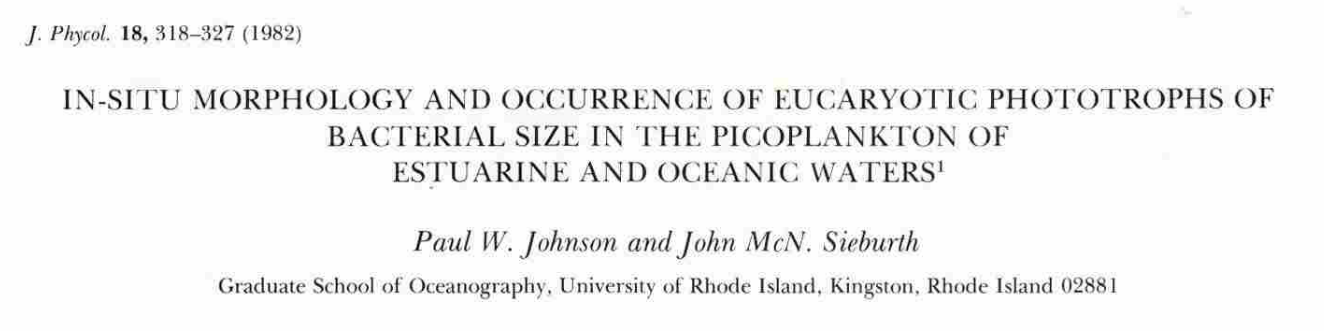 J. Phycol. 18, 318–327 (1982)
IN-SITU MORPHOLOGY AND OCCURRENCE OF EUCARYOTIC PHOTOTROPHS OF
BACTERIAL SIZE IN THE PICOPLANKTON OF
ESTUARINE AND OCEANIC WATERS¹
Paul W. Johnson and John McN. Sieburth
Graduate School of Oceanography, University of Rhode Island, Kingston, Rhode Island 02881